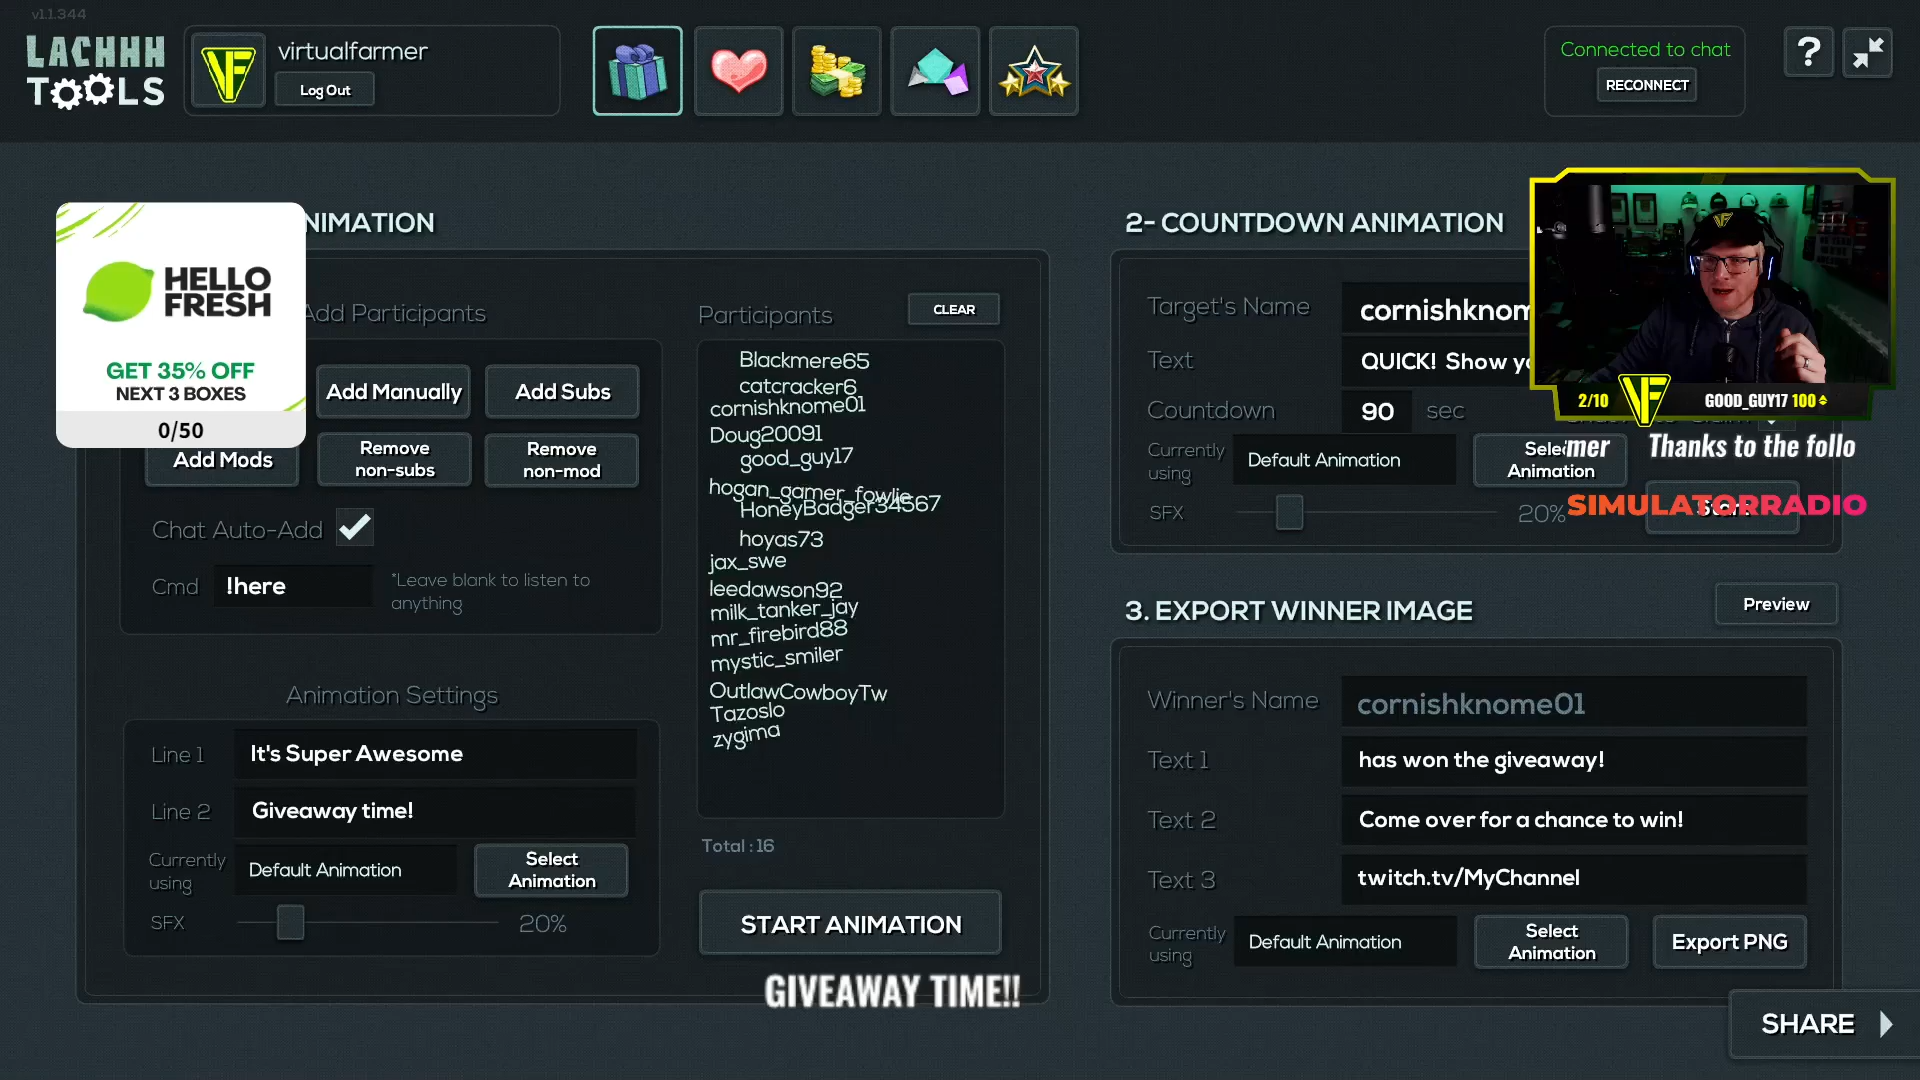 v1.1.344
LACHHH
TOOLS
virtualfarmer
Log Out
Connected to chat
RECONNECT
?
NIMATION
HELLO
FRESH
GET 35% OFF
NEXT 3 BOXES
0/50
Add Participants
Add Manually
Add Subs
Add Mods
Remove
non-subs
Remove
non-mod
Chat Auto-Add
Cmd
!here
*Leave blank to listen to
anything
Animation Settings
Line 1
It's Super Awesome
Line 2
Giveaway time!
Currently
using
Default Animation
Select
Animation
SFX
20%
Participants
CLEAR
Blackmere65
catcracker6
cornishknome01
Doug20091
good_guy17
hogan_gamer_fowlie
HoneyBadger34567
hoyas73
jax_swe
leedawson92
milk_tanker_jay
mr_firebird88
mystic_smiler
OutlawCowboyTw
Tazoslo
zygima
Total : 16
START ANIMATION
GIVEAWAY TIME!!
2- COUNTDOWN ANIMATION
Target's Name
cornishknom
Text
QUICK! Show yo
Countdown
90
sec
Currently
using
Default Animation
Selec
Animation
SFX
20%
Start
VF
2/10
GOOD_GUY17 100
mer
Thanks to the follo
SIMULATORRADIO
3. EXPORT WINNER IMAGE
Preview
Winner's Name
cornishknome01
Text 1
has won the giveaway!
Text 2
Come over for a chance to win!
Text 3
twitch.tv/MyChannel
Currently
using
Default Animation
Select
Animation
Export PNG
SHARE